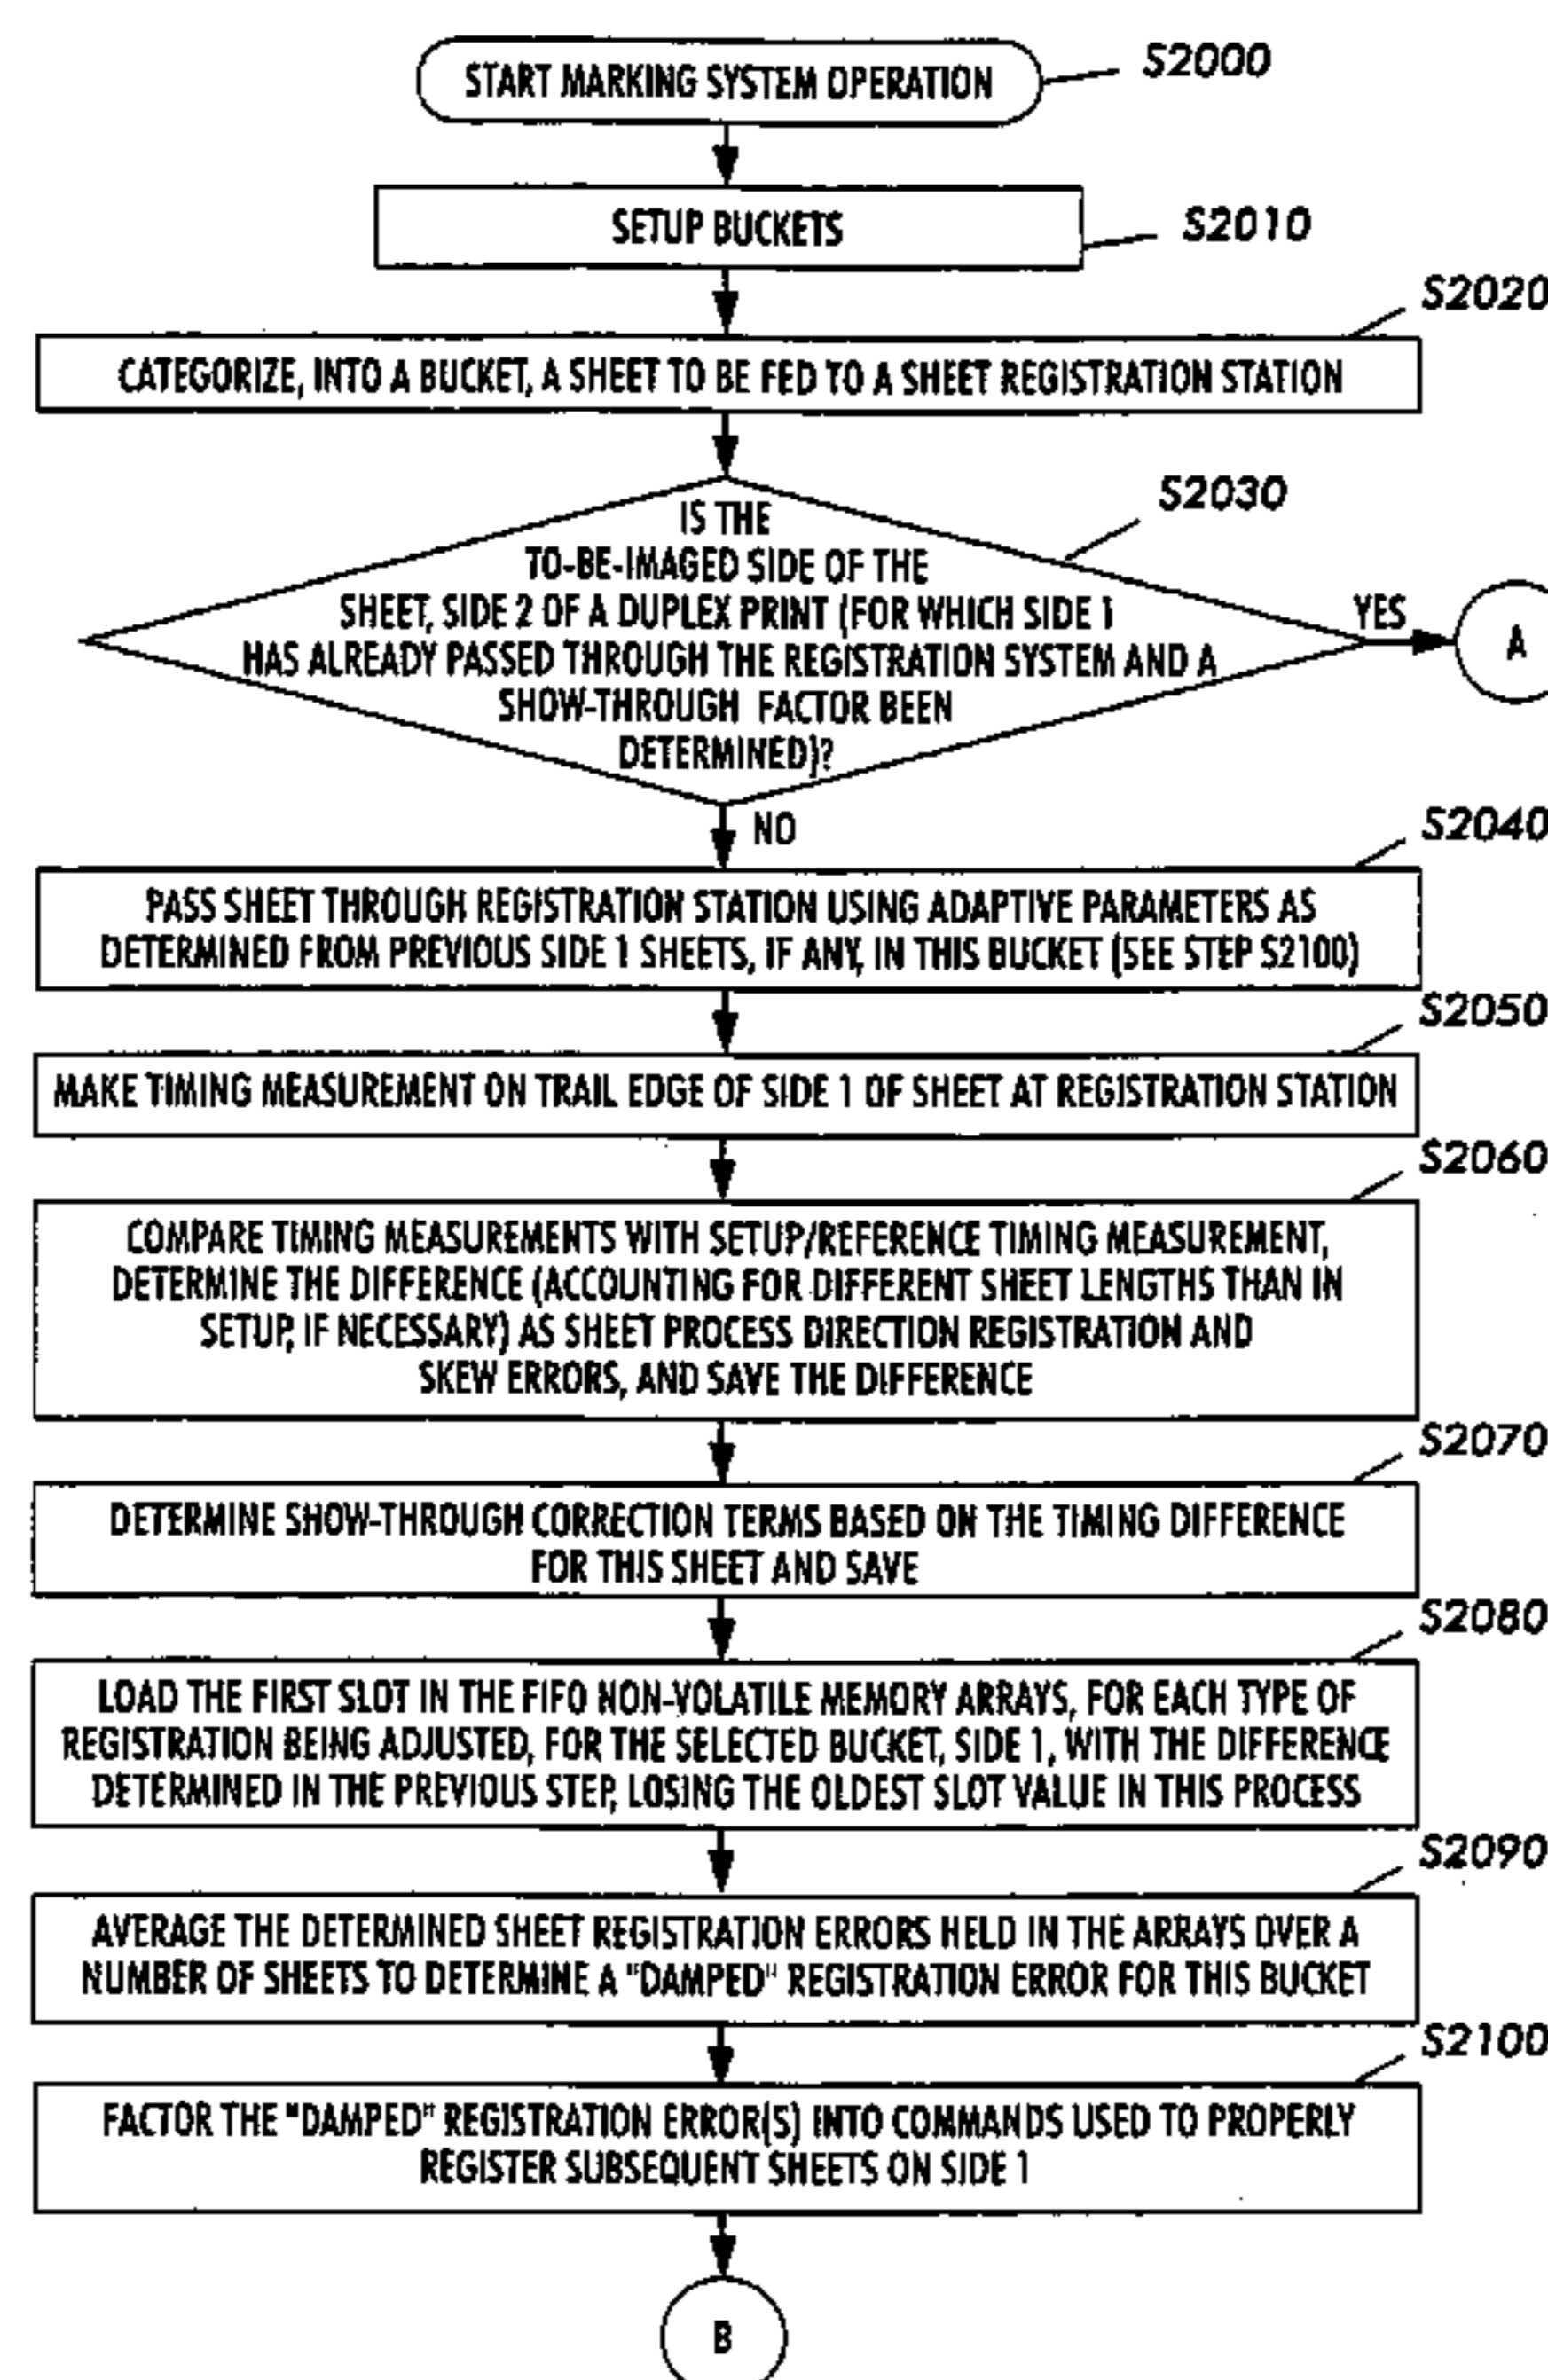 START MARKING SYSTEM OPERATION
S2000
SETUP BUCKETS
S2010
S2020
CATEGORIZE, INTO A BUCKET, A SHEET TO BE FED TO A SHEET REGISTRATION STATION
S2030
IS THE
TO-BE-IMAGED SIDE OF THE
SHEET, SIDE 2 OF A DUPLEX PRINT (FOR WHICH SIDE 1
HAS ALREADY PASSED THROUGH THE REGISTRATION SYSTEM AND A
SHOW-THROUGH FACTOR BEEN
DETERMINED)?
YES
A
NO
S2040
PASS SHEET THROUGH REGISTRATION STATION USING ADAPTIVE PARAMETERS AS
DETERMINED FROM PREVIOUS SIDE 1 SHEETS, IF ANY, IN THIS BUCKET (SEE STEP S2100)
S2050
MAKE TIMING MEASUREMENT ON TRAIL EDGE OF SIDE 1 OF SHEET AT REGISTRATION STATION
S2060
COMPARE TIMING MEASUREMENTS WITH SETUP/REFERENCE TIMING MEASUREMENT,
DETERMINE THE DIFFERENCE (ACCOUNTING FOR DIFFERENT SHEET LENGTHS THAN IN
SETUP, IF NECESSARY) AS SHEET PROCESS DIRECTION REGISTRATION AND
SKEW ERRORS, AND SAVE THE DIFFERENCE
S2070
DETERMINE SHOW-THROUGH CORRECTION TERMS BASED ON THE TIMING DIFFERENCE
FOR THIS SHEET AND SAVE
S2080
LOAD THE FIRST SLOT IN THE FIFO NON-VOLATILE MEMORY ARRAYS, FOR EACH TYPE OF
REGISTRATION BEING ADJUSTED, FOR THE SELECTED BUCKET, SIDE 1, WITH THE DIFFERENCE
DETERMINED IN THE PREVIOUS STEP, LOSING THE OLDEST SLOT VALUE IN THIS PROCESS
S2090
AVERAGE THE DETERMINED SHEET REGISTRATION ERRORS HELD IN THE ARRAYS OVER A
NUMBER OF SHEETS TO DETERMINE A "DAMPED" REGISTRATION ERROR FOR THIS BUCKET
S2100
FACTOR THE "DAMPED" REGISTRATION ERROR(S) INTO COMMANDS USED TO PROPERLY
REGISTER SUBSEQUENT SHEETS ON SIDE 1
B